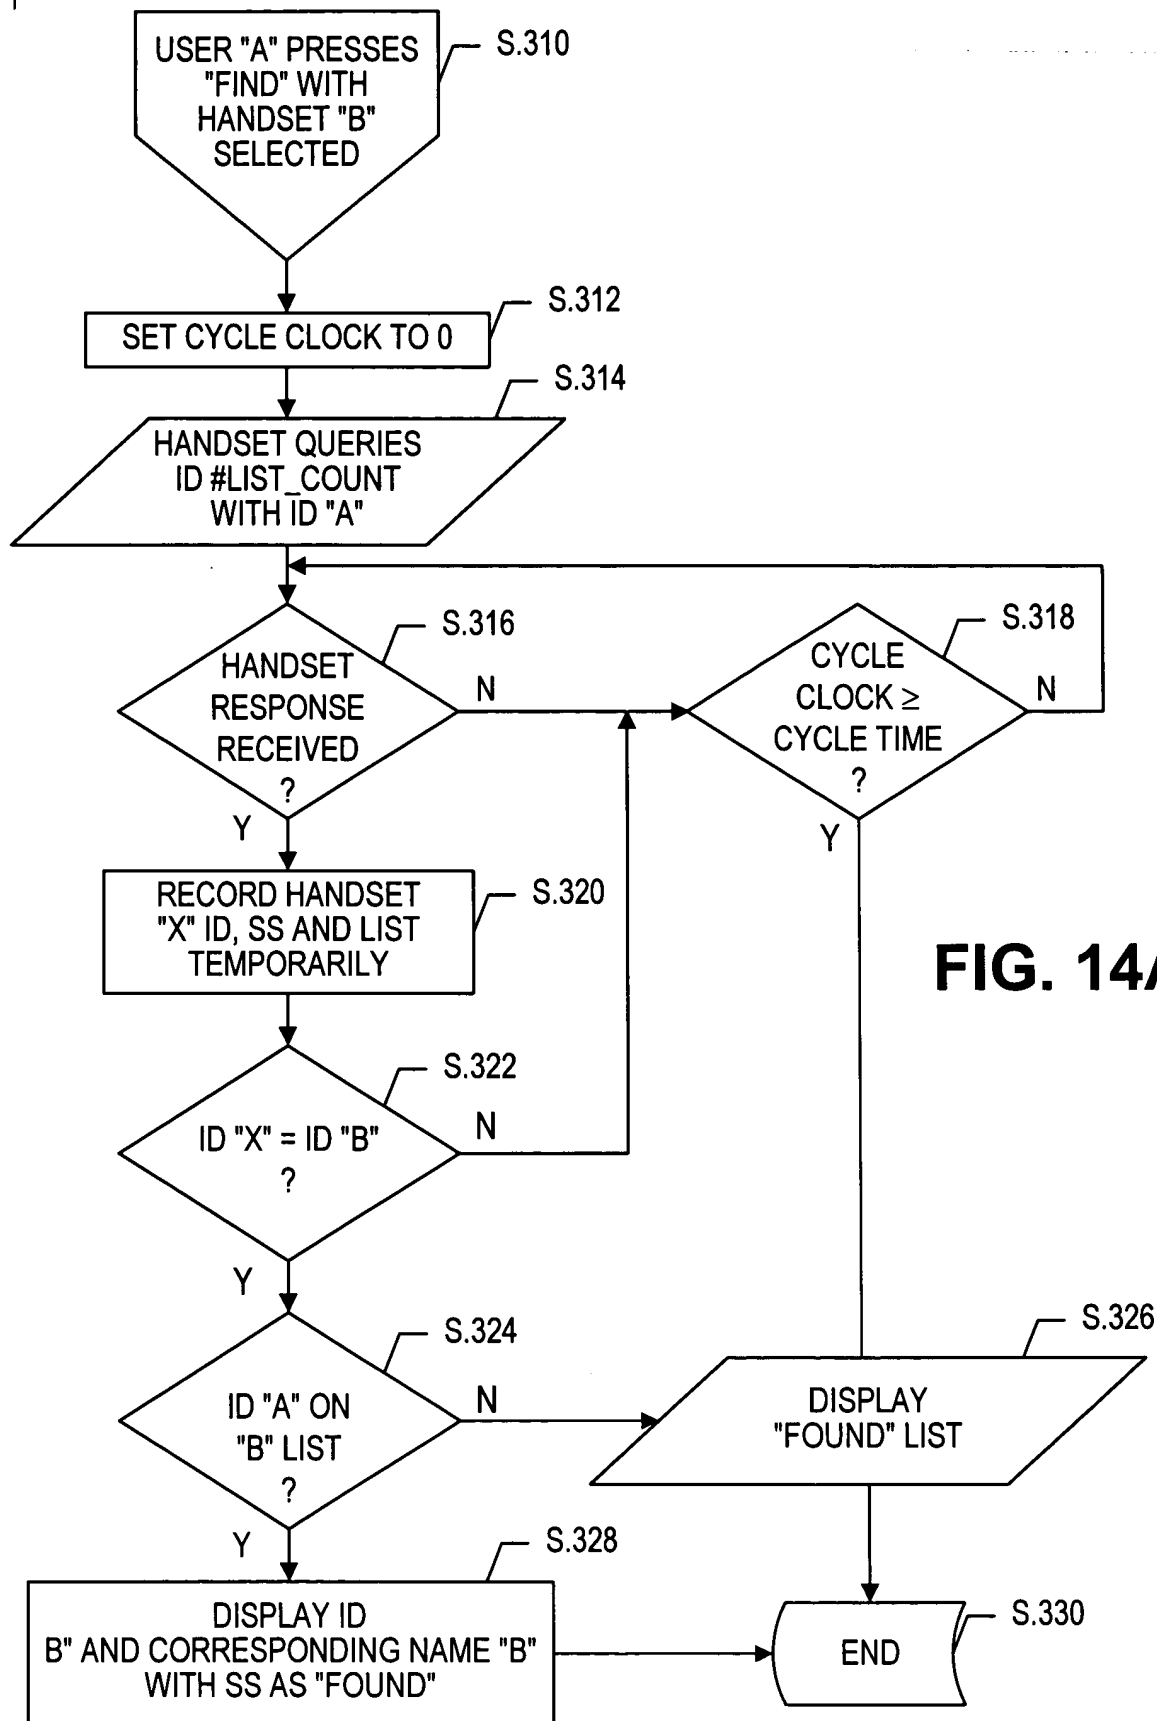 USER "A" PRESSES
"FIND" WITH
HANDSET "B"
SELECTED
S.310
SET CYCLE CLOCK TO 0
S.312
HANDSET QUERIES
ID #LIST_COUNT
WITH ID "A"
S.314
HANDSET
RESPONSE
RECEIVED
?
S.316
N
Y
CYCLE
CLOCK ≥
CYCLE TIME
?
S.318
N
Y
RECORD HANDSET
"X" ID, SS AND LIST
TEMPORARILY
S.320
FIG. 14A
ID "X" = ID "B"
?
S.322
N
Y
ID "A" ON
"B" LIST
?
S.324
N
Y
DISPLAY
"FOUND" LIST
S.326
DISPLAY ID
B" AND CORRESPONDING NAME "B"
WITH SS AS "FOUND"
S.328
END
S.330